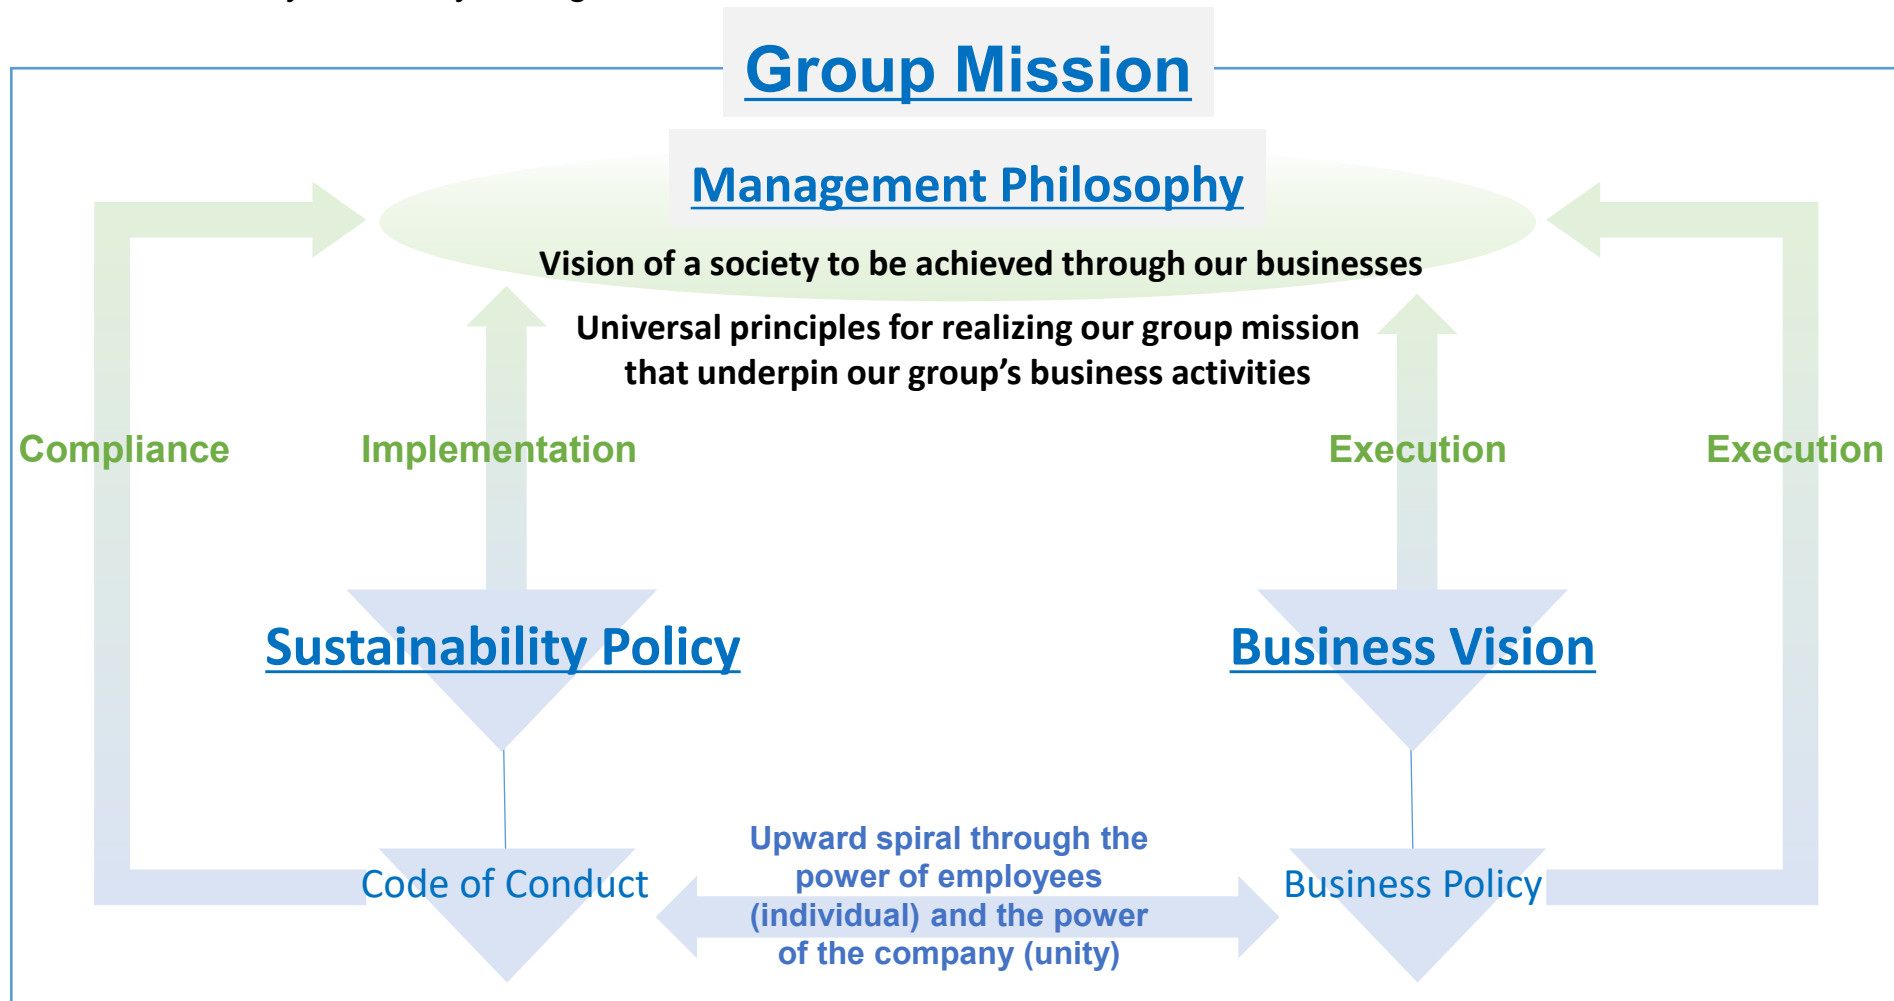 Group Mission
Management Philosophy
Vision of a society to be achieved through our businesses
Universal principles for realizing our group mission
that underpin our group’s business activities
Compliance
Implementation
Execution
Execution
Sustainability Policy
Business Vision
Code of Conduct
Upward spiral through the
power of employees
(individual) and the power
of the company (unity)
Business Policy